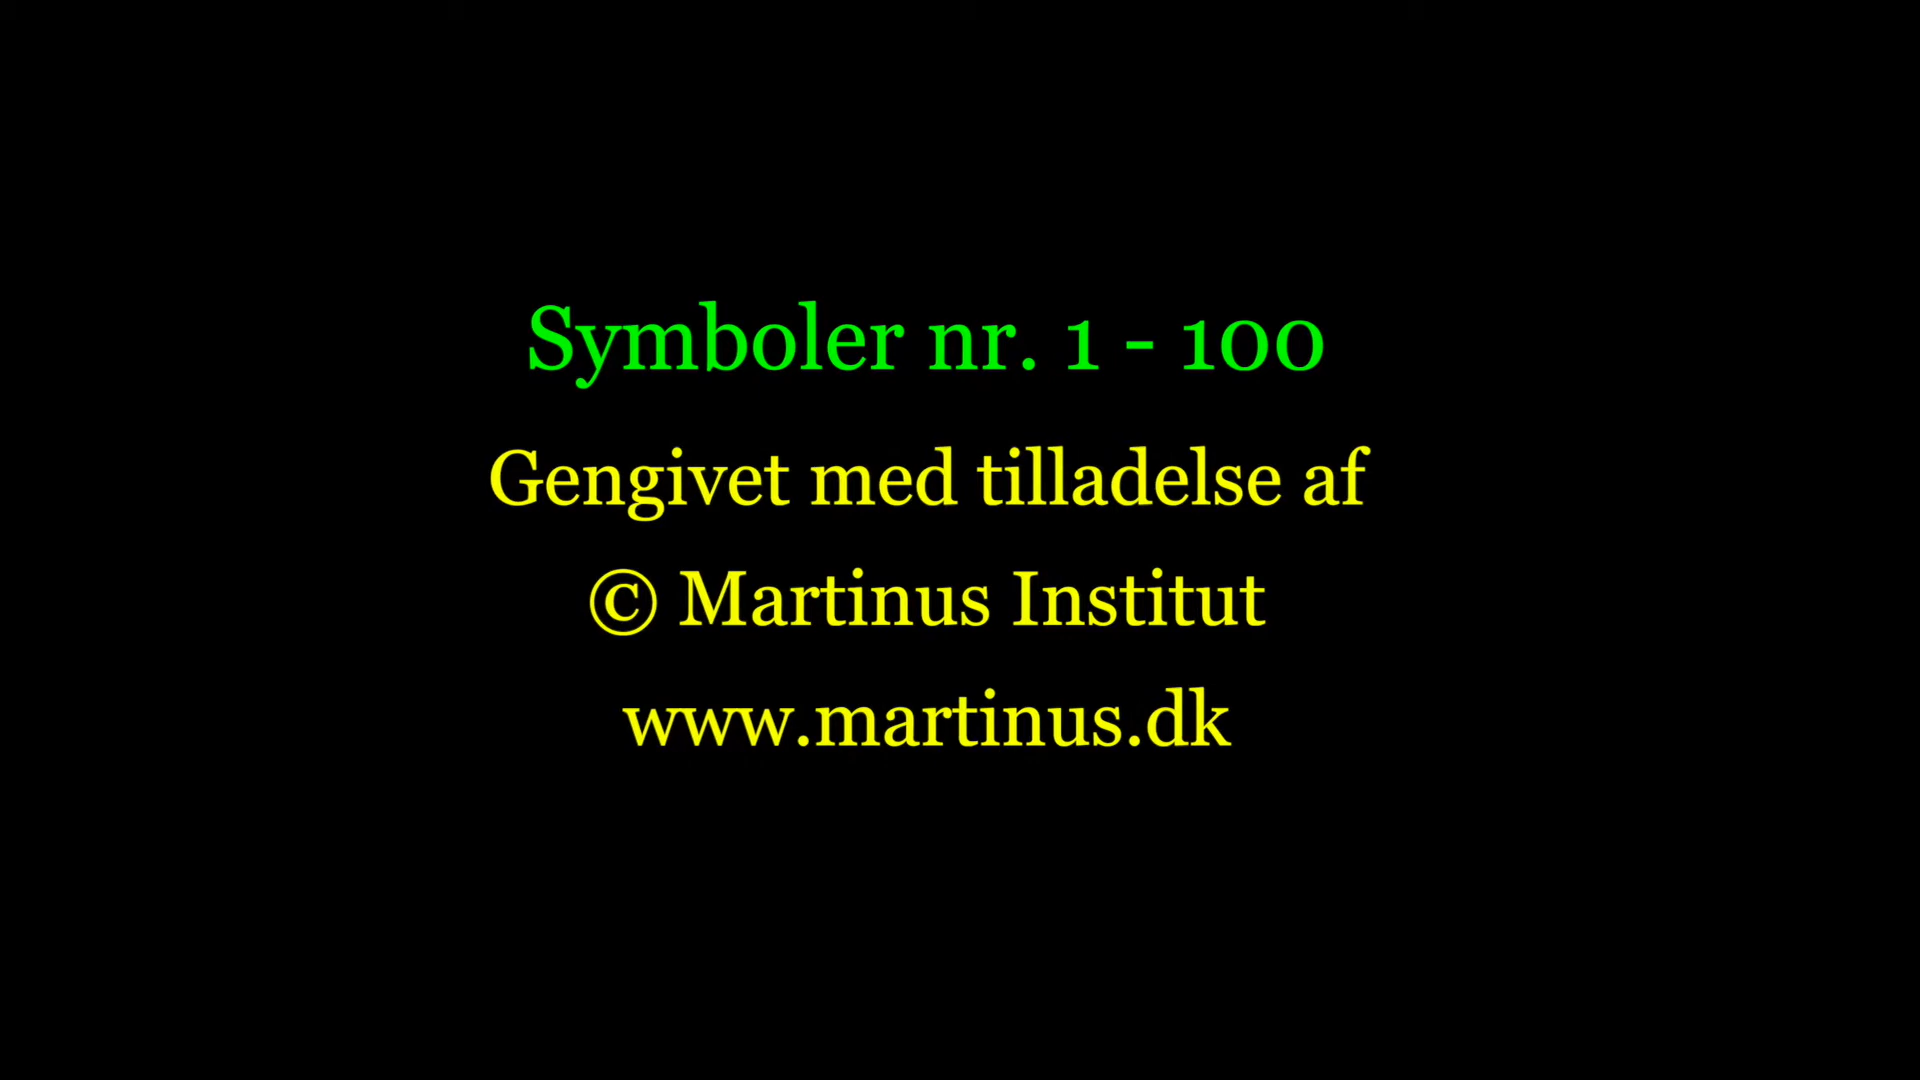 Symboler nr. 1 - 100
Gengivet med tilladelse af
© Martinus Institut
www.martinus.dk